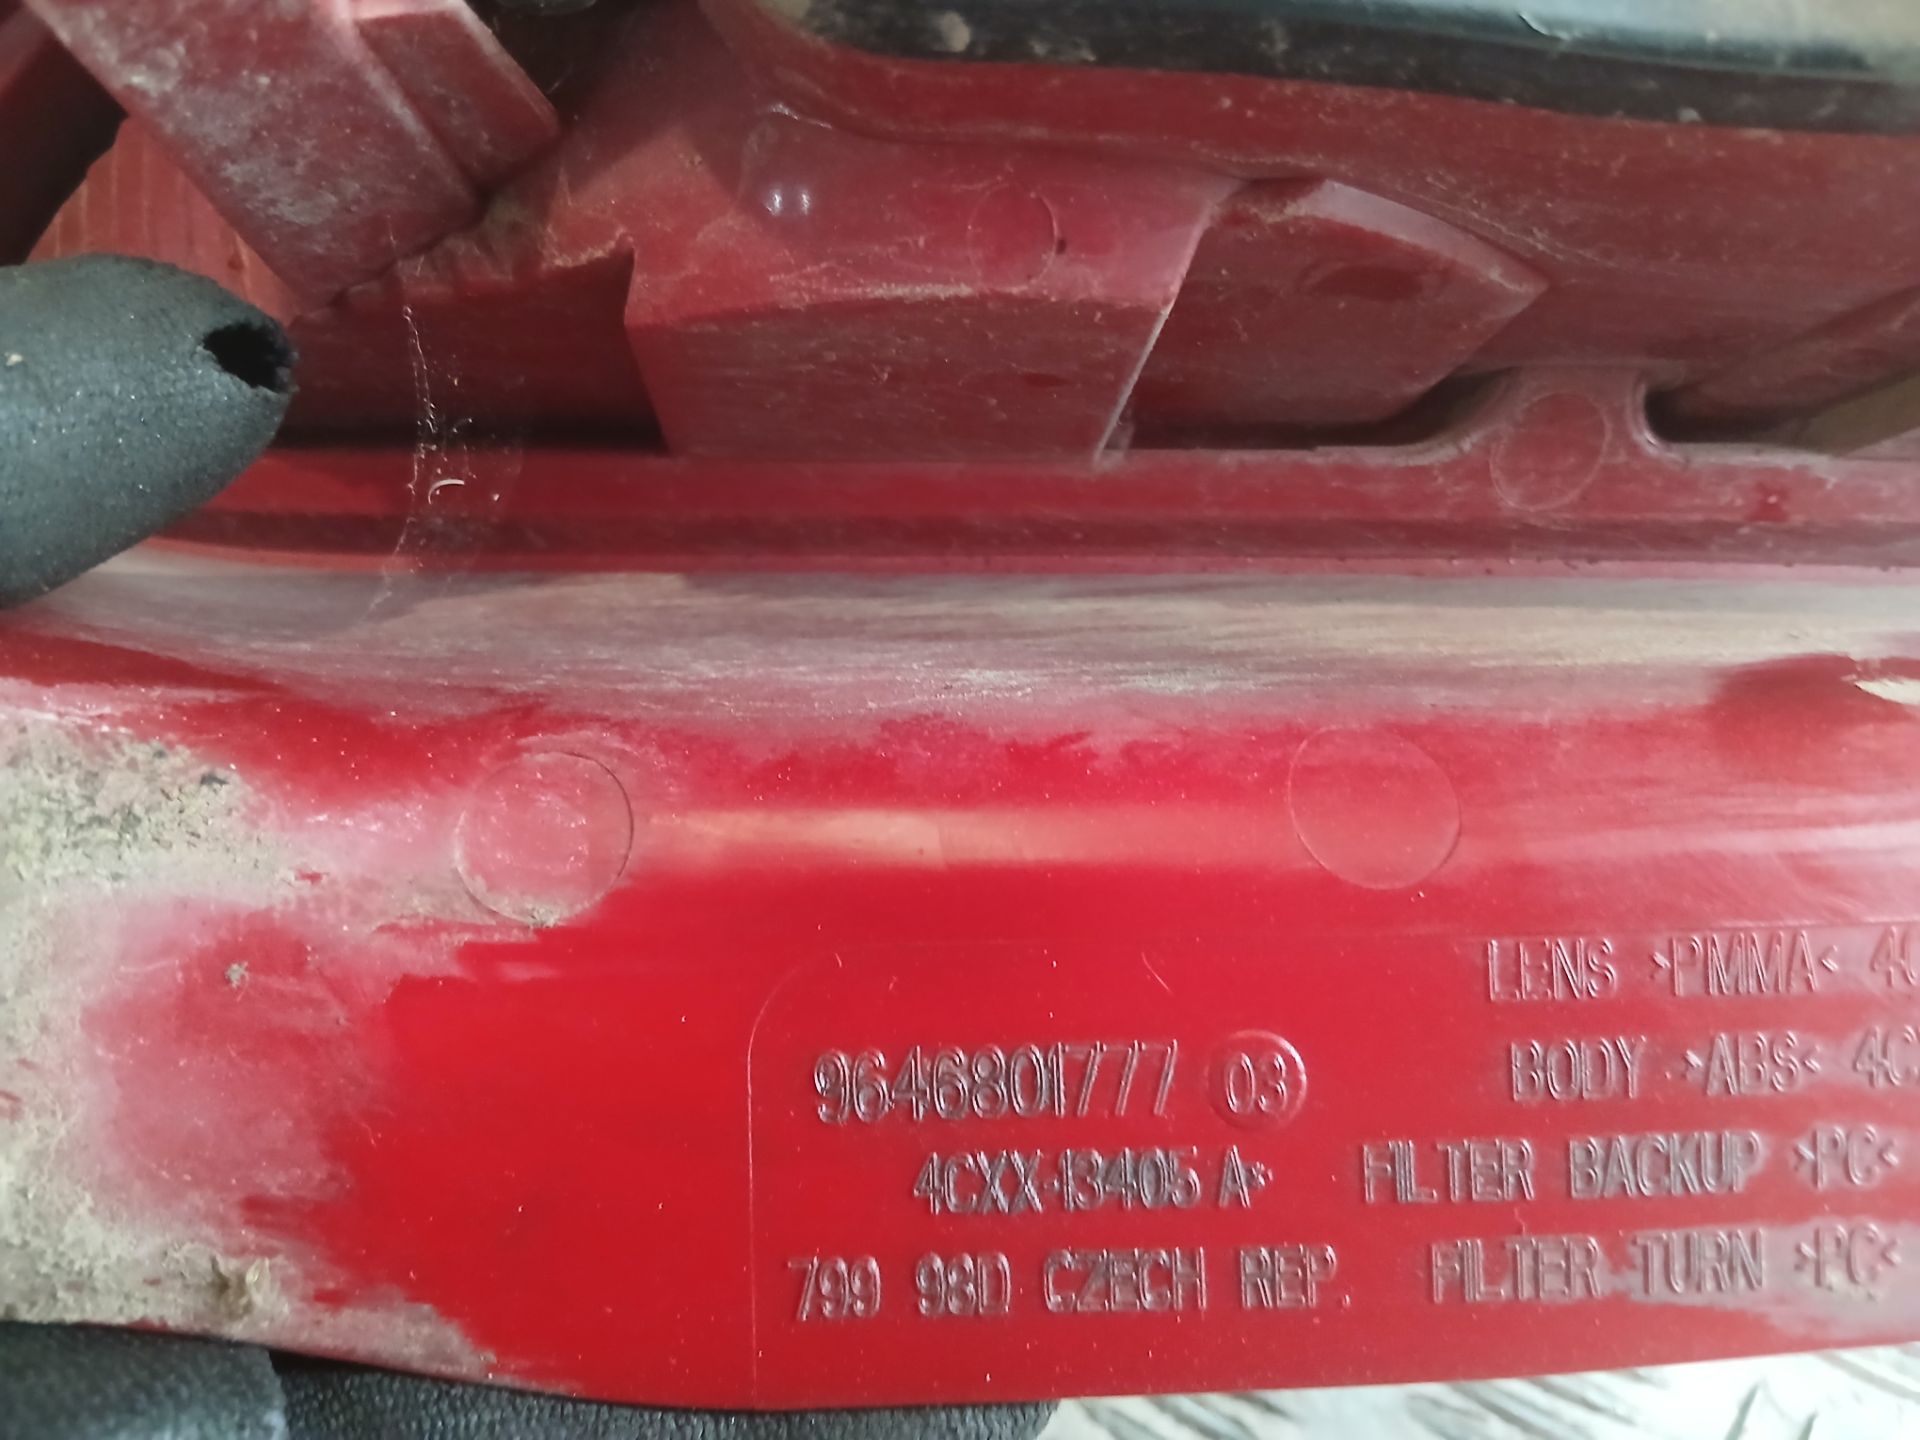 LENS >PMMA<
9646801777 03
BODY >ABS<
4CXX-13405 A
FILTER BACKUP >PC<
799 98D CZECH REP.
FILTER TURN >PC<